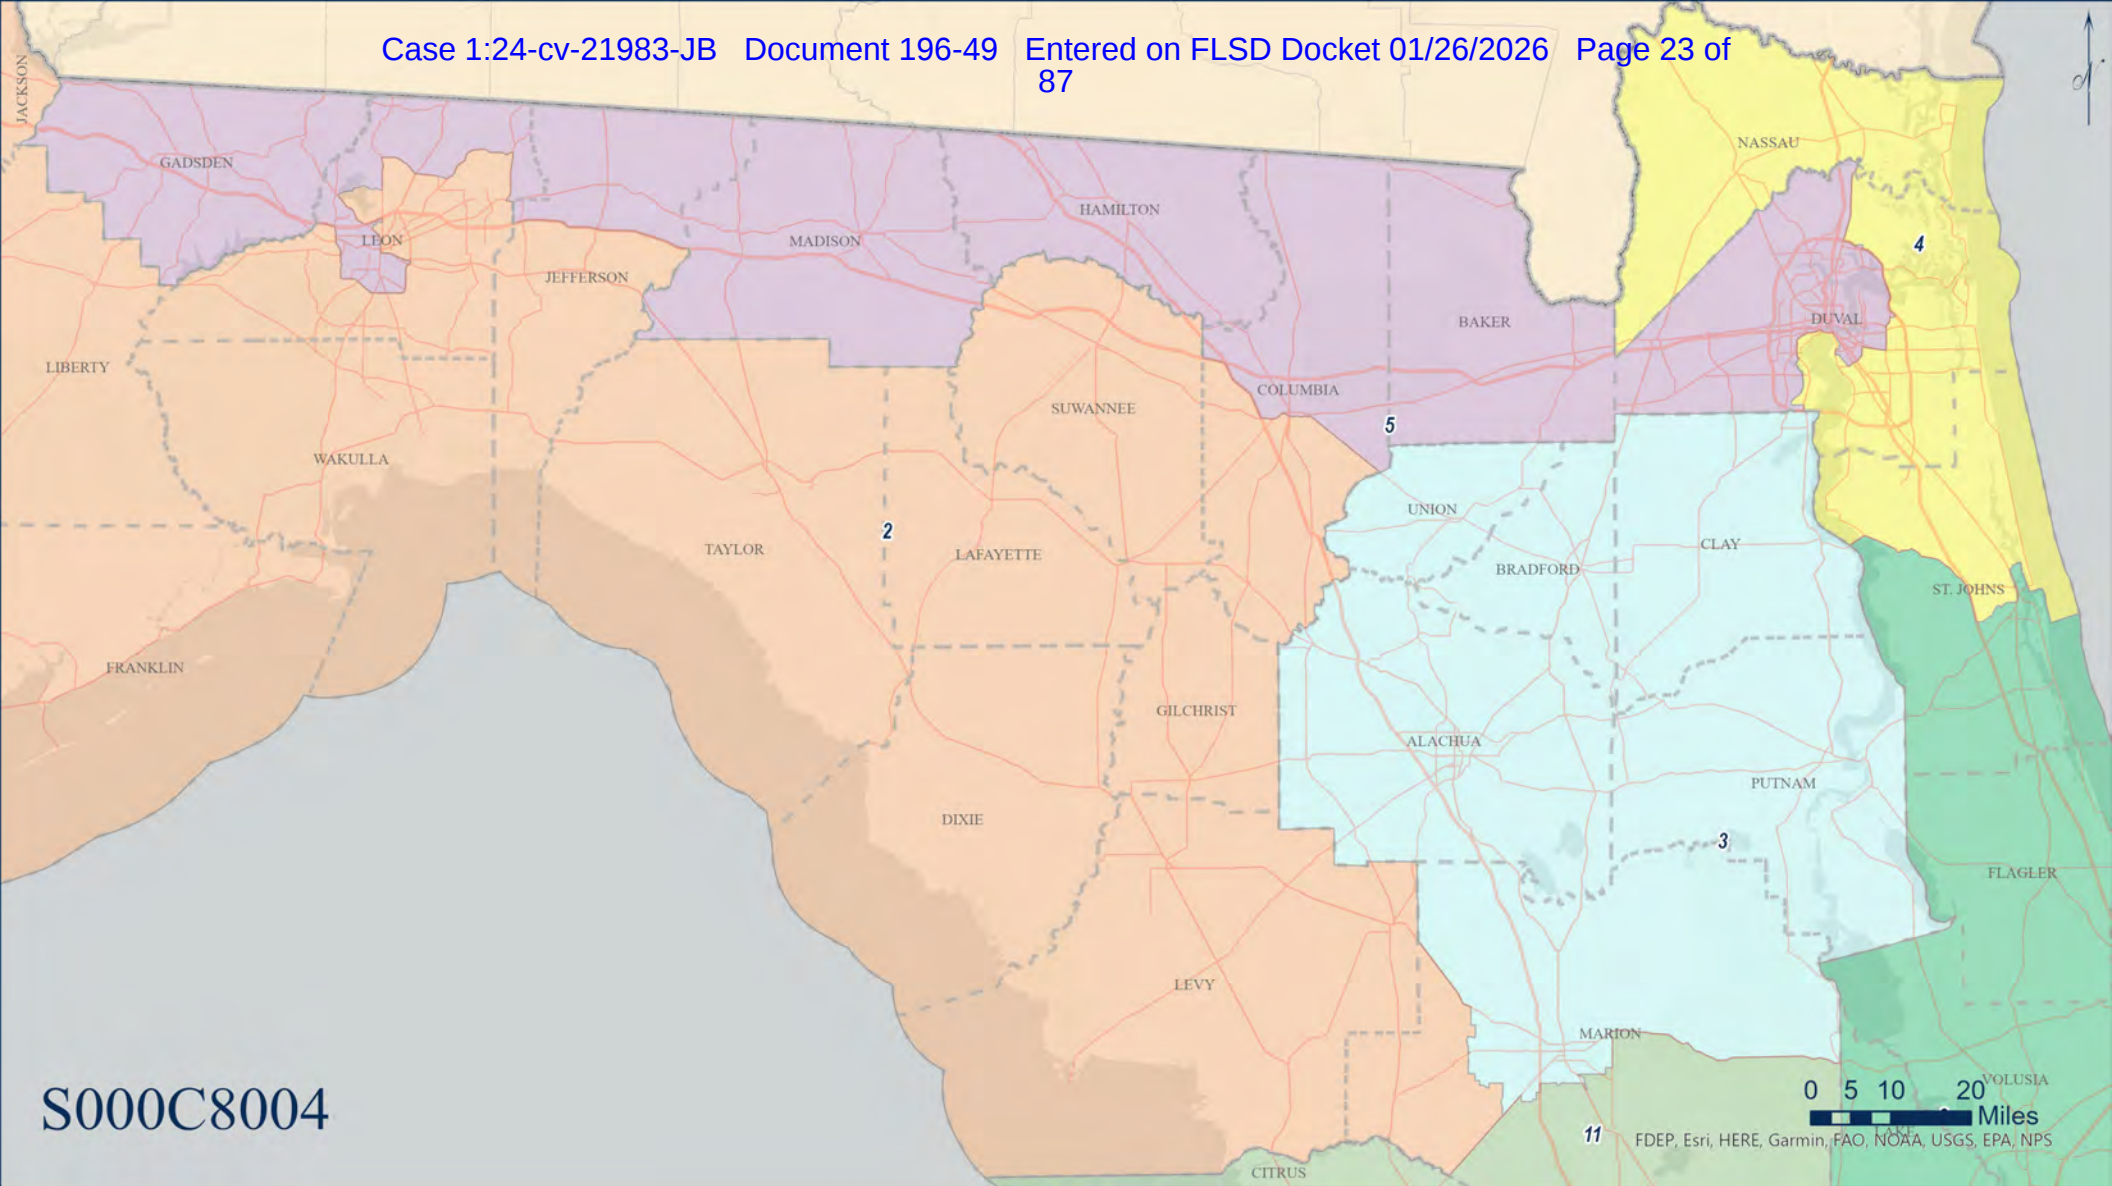 Case 1:24-cv-21983-JB Document 196-49 Entered on FLSD Docket 01/26/2026 Page 23 of
87
JACKSON
N
NASSAU
GADSDEN
HAMILTON
LEON
MADISON
4
JEFFERSON
BAKER
DUVAL
LIBERTY
COLUMBIA
SUWANNEE
5
WAKULLA
UNION
2
TAYLOR
LAFAYETTE
CLAY
BRADFORD
ST. JOHNS
FRANKLIN
GILCHRIST
ALACHUA
PUTNAM
DIXIE
3
FLAGLER
LEVY
MARION
VOLUSIA
S000C8004
0 5 10 20
Miles
11
LAKE
FDEP, Esri, HERE, Garmin, FAO, NOAA, USGS, EPA, NPS
CITRUS